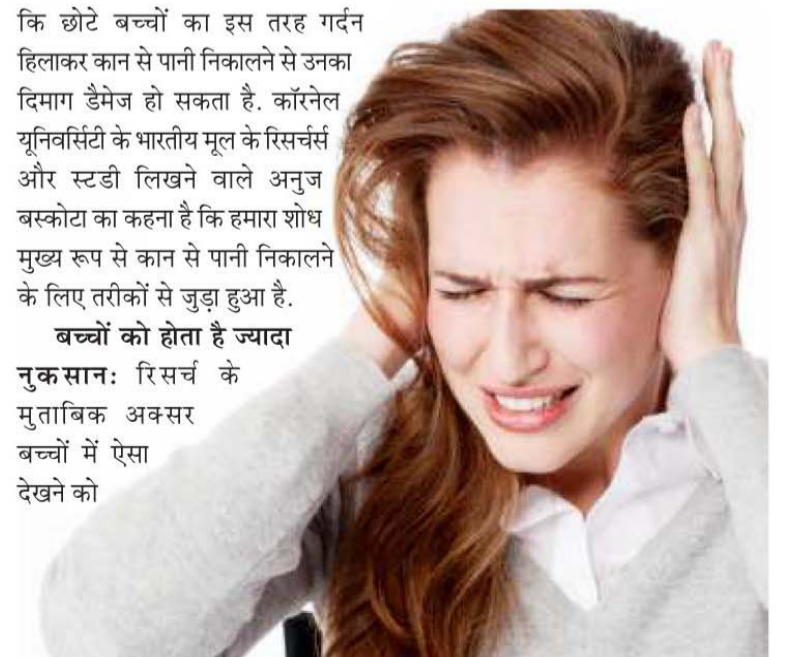 कि छोटे बच्चों का इस तरह गर्दन
हिलाकर कान से पानी निकालने से उनका
दिमाग डैमेज हो सकता है. कॉरनेल
यूनिवर्सिटी के भारतीय मूल के रिसर्चर्स
और स्टडी लिखने वाले अनुज
बस्कोटा का कहना है कि हमारा शोध
मुख्य रूप से कान से पानी निकालने
के लिए तरीकों से जुड़ा हुआ है.
बच्चों को होता है ज्यादा
नुकसान: रिसर्च के
मुताबिक अक्सर
बच्चों में ऐसा
देखने को